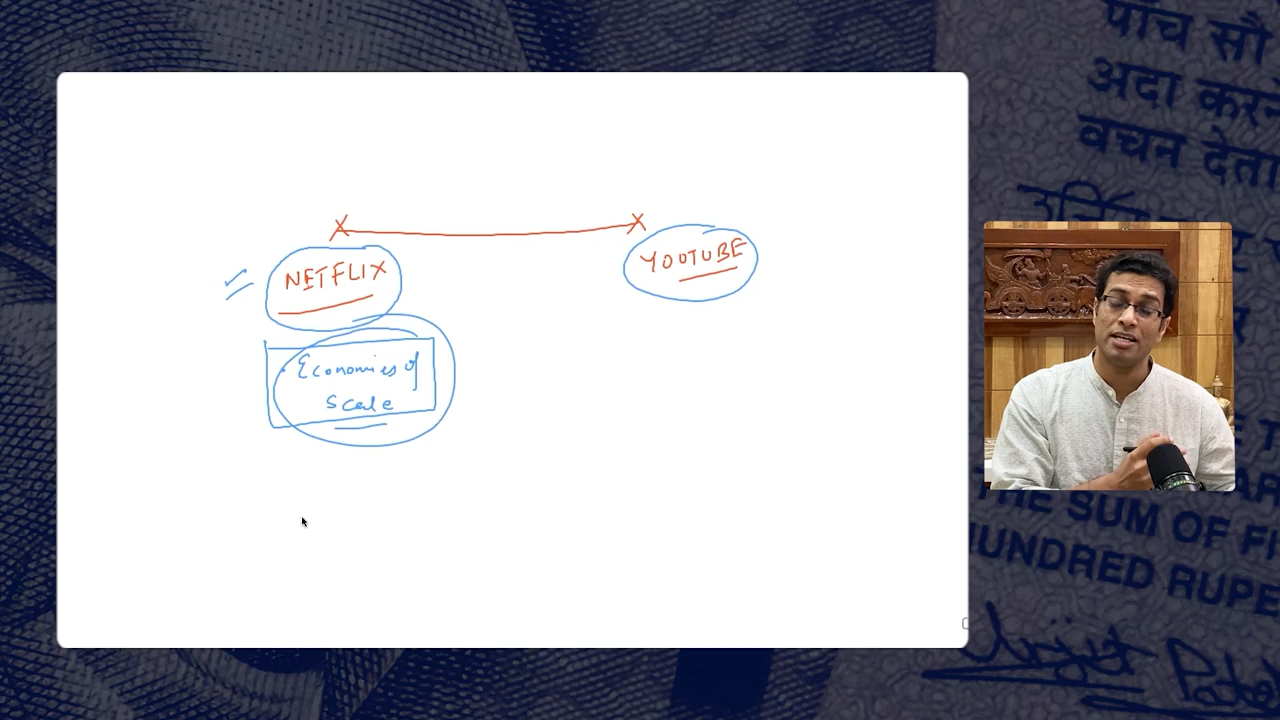 NETFLIX
YOUTUBE
Economies of
Scale
पाँच सौ
अदा करने
वचन देता
THE SUM OF FI
HUNDRED RUPE